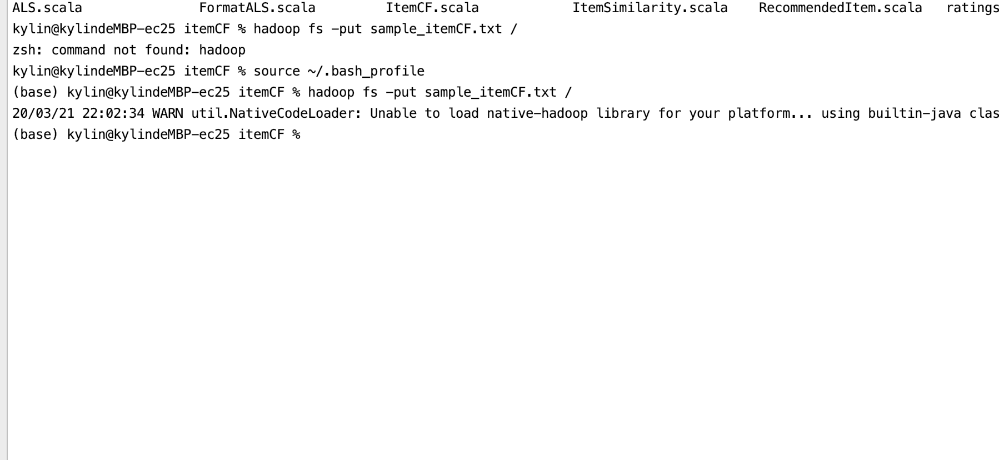 ALS.scala FormatALS.scala ItemCF.scala ItemSimilarity.scala RecommendedItem.scala ratings
kylin@kylindeMBP-ec25 itemCF % hadoop fs -put sample_itemCF.txt /
zsh: command not found: hadoop
kylin@kylindeMBP-ec25 itemCF % source ~/.bash_profile
(base) kylin@kylindeMBP-ec25 itemCF % hadoop fs -put sample_itemCF.txt /
20/03/21 22:02:34 WARN util.NativeCodeLoader: Unable to load native-hadoop library for your platform... using builtin-java clas
(base) kylin@kylindeMBP-ec25 itemCF %